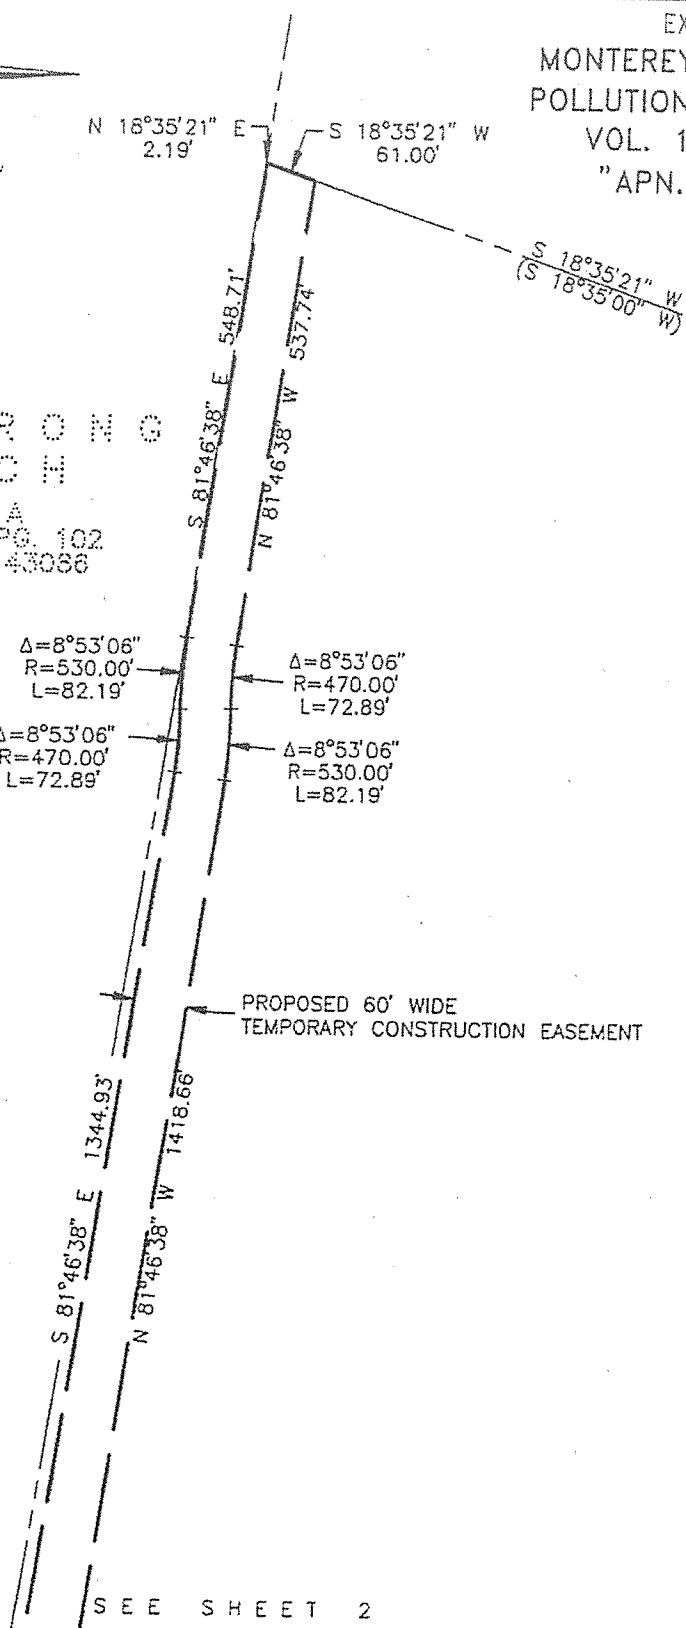 MONTEREY
POLLUTION
VOL. 1
"APN.
N 18°35'21" E
2.19'
S 18°35'21" W
61.00'
S 18°35'21" W
(S 18°35'00" W)
S 81°46'38" E 548.71'
N 81°46'38" W 537.74'
R O N G
C H
A
PG. 102
43086
Δ=8°53'06"
R=530.00'
L=82.19'
Δ=8°53'06"
R=470.00'
L=72.89'
Δ=8°53'06"
R=470.00'
L=72.89'
Δ=8°53'06"
R=530.00'
L=82.19'
PROPOSED 60' WIDE
TEMPORARY CONSTRUCTION EASEMENT
S 81°46'38" E 1344.93'
N 81°46'38" W 1418.66'
SEE SHEET 2